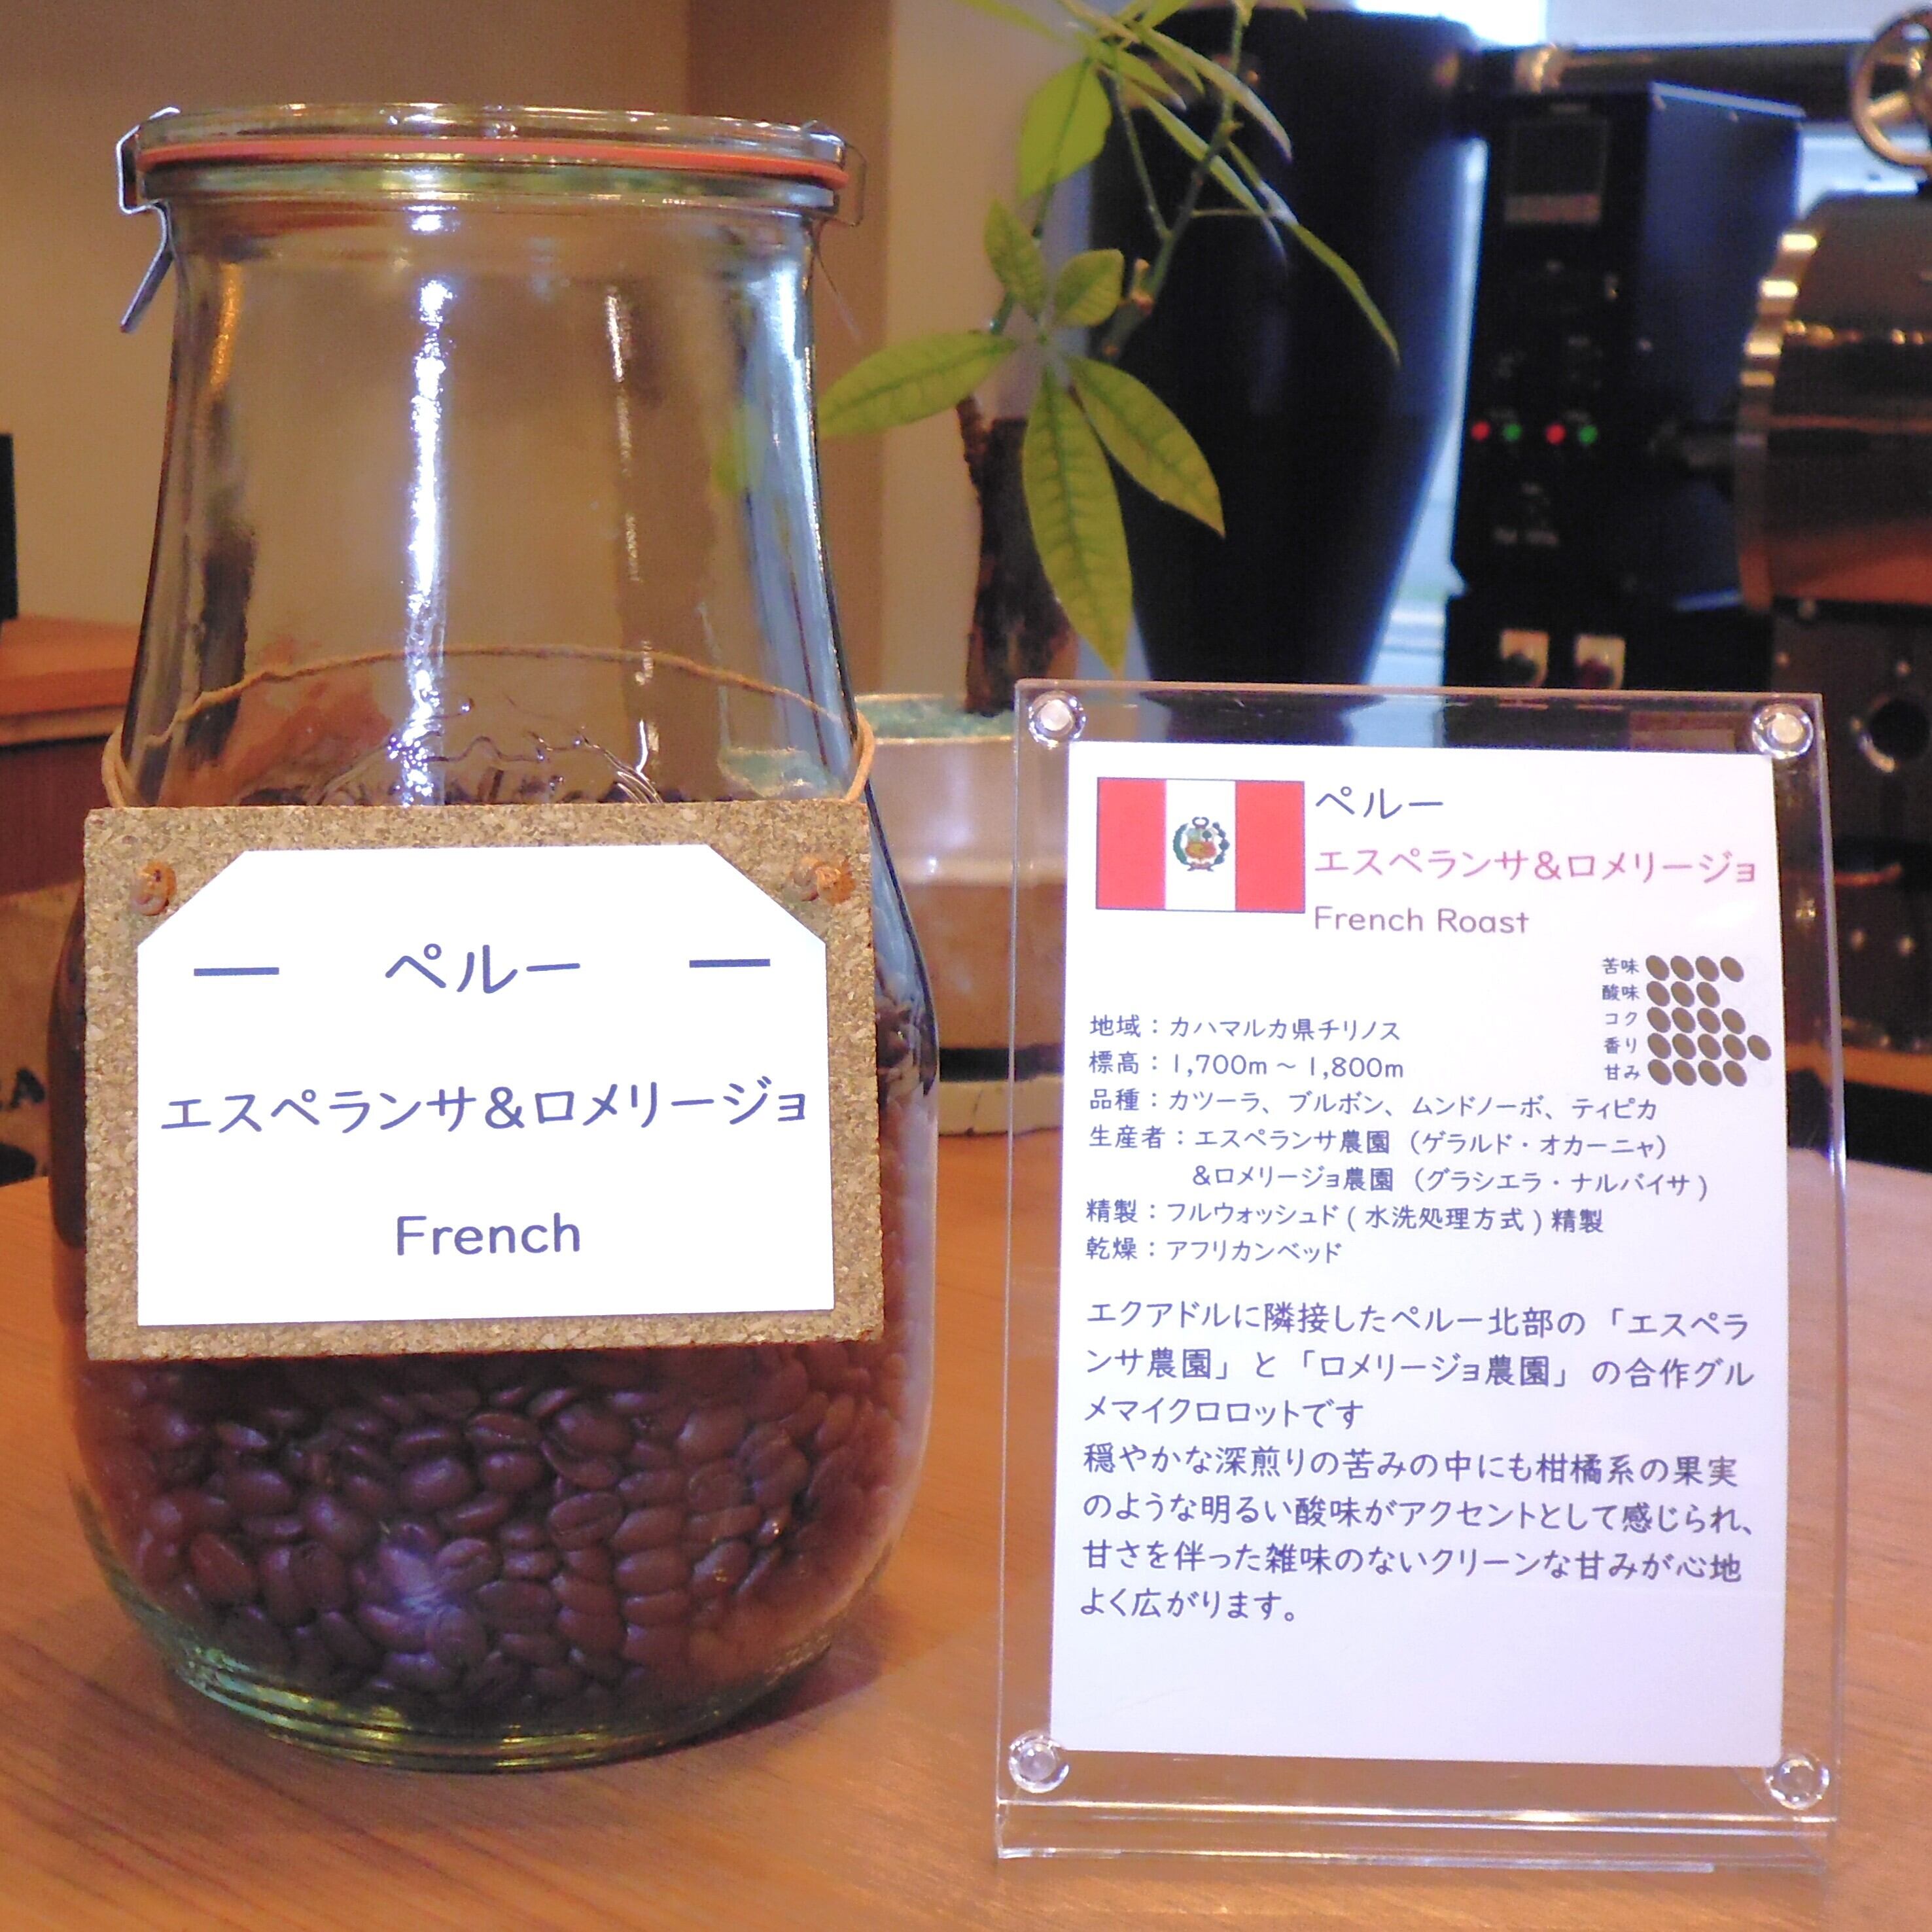 ー ペルー ー
エスペランサ&ロメリージョ
French
ペルー
エスペランサ&ロメリージョ
French Roast
苦味
酸味
コク
香り
甘み
地域：カハマルカ県チリノス
標高：1,700m～1,800m
品種：カツーラ、ブルボン、ムンドノーボ、ティピカ
生産者：エスペランサ農園（ゲラルド・オカーニャ）
&ロメリージョ農園（グラシエラ・ナルバイサ）
精製：フルウォッシュド(水洗処理方式)精製
乾燥：アフリカンベッド
エクアドルに隣接したペルー北部の「エスペラ
ンサ農園」と「ロメリージョ農園」の合作グル
メマイクロロットです
穏やかな深煎りの苦みの中にも柑橘系の果実
のような明るい酸味がアクセントとして感じられ、
甘さを伴った雑味のないクリーンな甘みが心地
よく広がります。